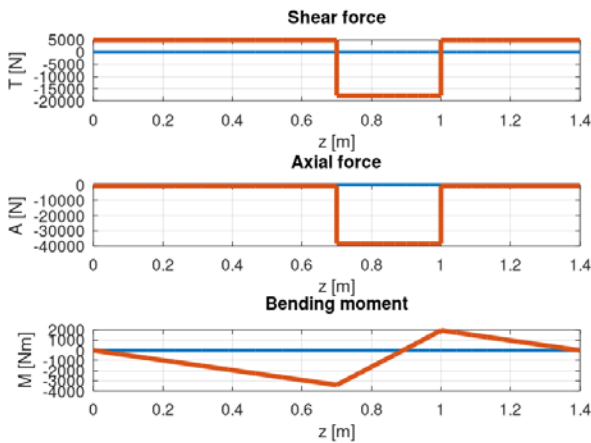 Shear force
T [N]
5000
0
-5000
-10000
-15000
-20000
0 0.2 0.4 0.6 0.8 1 1.2 1.4
z [m]
Axial force
A [N]
0
-10000
-20000
-30000
-40000
0 0.2 0.4 0.6 0.8 1 1.2 1.4
z [m]
Bending moment
M [Nm]
2000
1000
0
-1000
-2000
-3000
-4000
0 0.2 0.4 0.6 0.8 1 1.2 1.4
z [m]